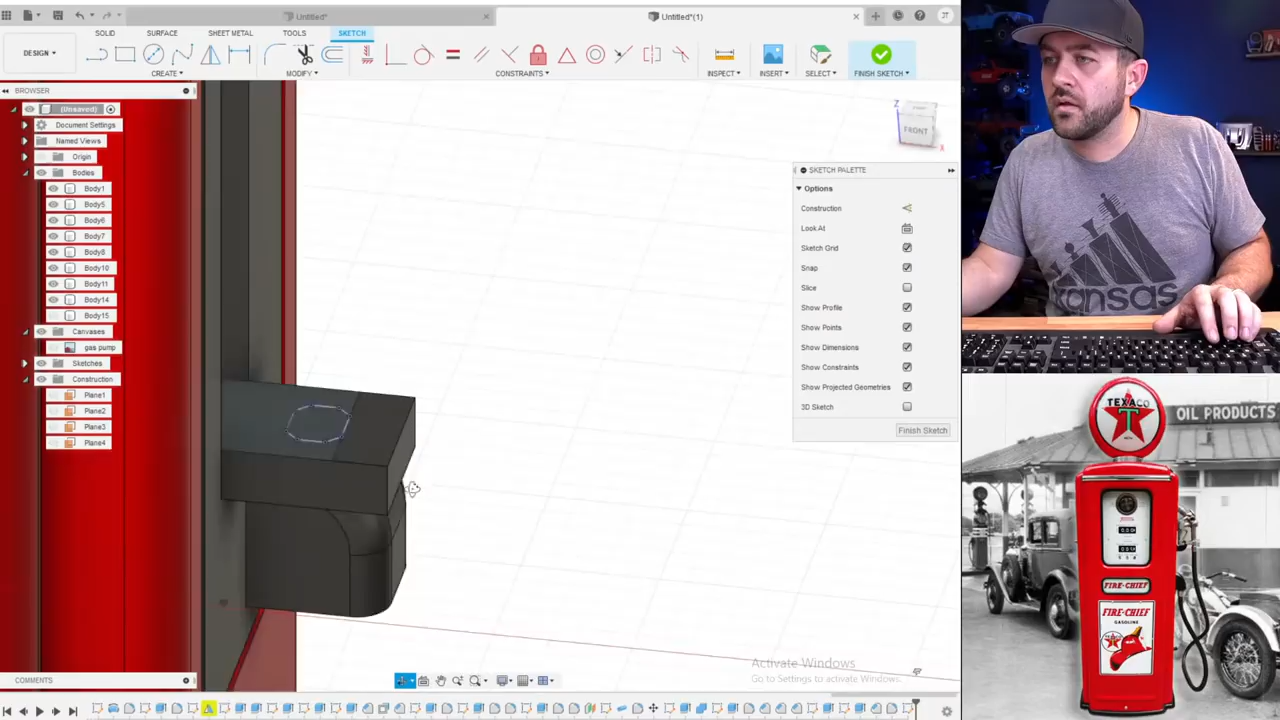 Untitled*
Untitled*(1)
JT
DESIGN
SOLID
SURFACE
SHEET METAL
TOOLS
SKETCH
CREATE
MODIFY
CONSTRAINTS
INSPECT
INSERT
SELECT
FINISH SKETCH
BROWSER
(Unsaved)
Document Settings
Named Views
Origin
Bodies
Body1
Body5
Body6
Body7
Body8
Body10
Body11
Body14
Body15
Canvases
gas pump
Sketches
Construction
Plane1
Plane2
Plane3
Plane4
Z
FRONT
X
SKETCH PALETTE
Options
Construction
Look At
Sketch Grid
Snap
Slice
Show Profile
Show Points
Show Dimensions
Show Constraints
Show Projected Geometries
3D Sketch
Finish Sketch
Activate Windows
Go to Settings to activate Windows.
COMMENTS
kansas
TEXACO
T
OIL PRODUCTS
FIRE-CHIEF
FIRE-CHIEF
GASOLINE